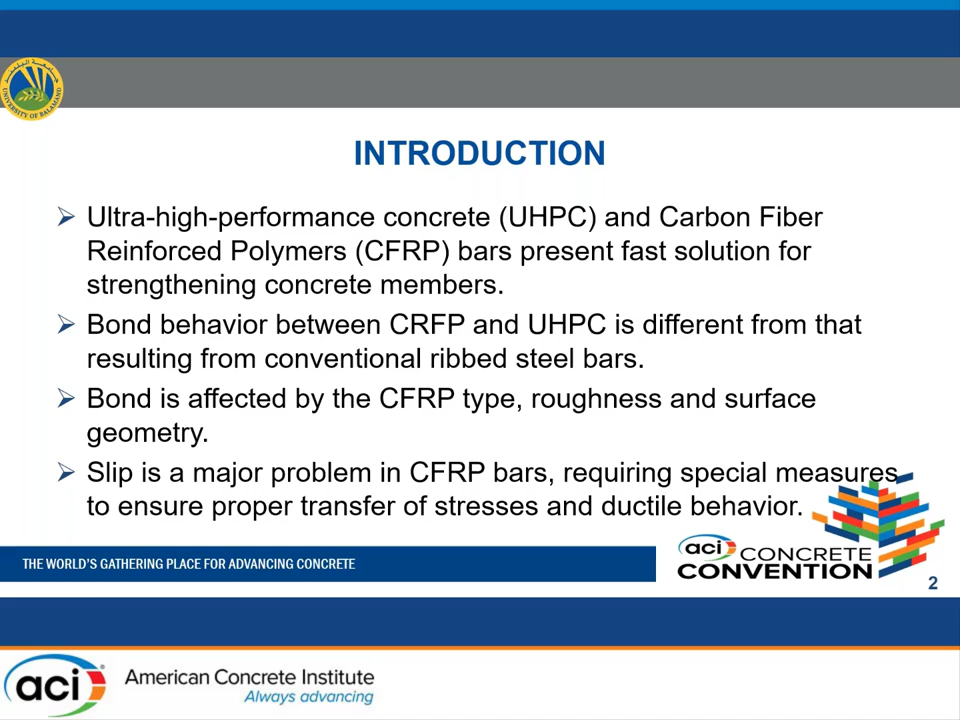 UNIVERSITY OF BALAMAND
INTRODUCTION
Ultra-high-performance concrete (UHPC) and Carbon Fiber
Reinforced Polymers (CFRP) bars present fast solution for
strengthening concrete members.
Bond behavior between CRFP and UHPC is different from that
resulting from conventional ribbed steel bars.
Bond is affected by the CFRP type, roughness and surface
geometry.
Slip is a major problem in CFRP bars, requiring special measures
to ensure proper transfer of stresses and ductile behavior.
THE WORLD'S GATHERING PLACE FOR ADVANCING CONCRETE
aci CONCRETE
CONVENTION
2
aci American Concrete Institute
Always advancing